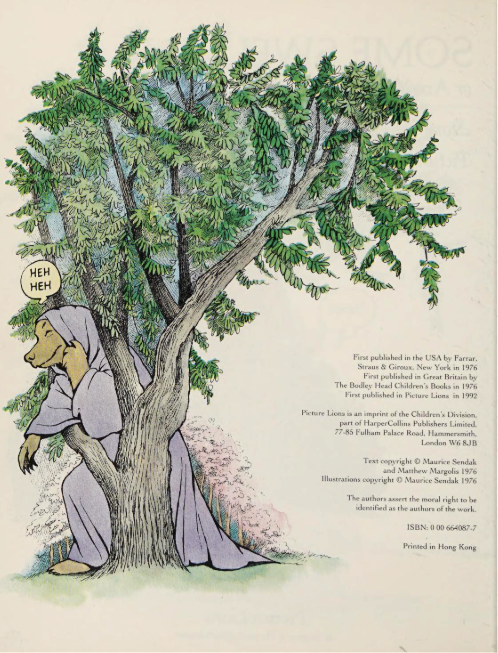 HEH
HEH
First published in the USA by Farrar,
Straus & Giroux, New York in 1976
First published in Great Britain by
The Bodley Head Children's Books in 1976
First published in Picture Lions in 1992
Picture Lions is an imprint of the Children's Division,
part of HarperCollins Publishers Limited,
77-85 Fulham Palace Road, Hammersmith,
London W6 8JB
Text copyright © Maurice Sendak
and Matthew Margolis 1976
Illustrations copyright © Maurice Sendak 1976
The authors assert the moral right to be
identified as the authors of the work.
ISBN: 0 00 664087-7
Printed in Hong Kong